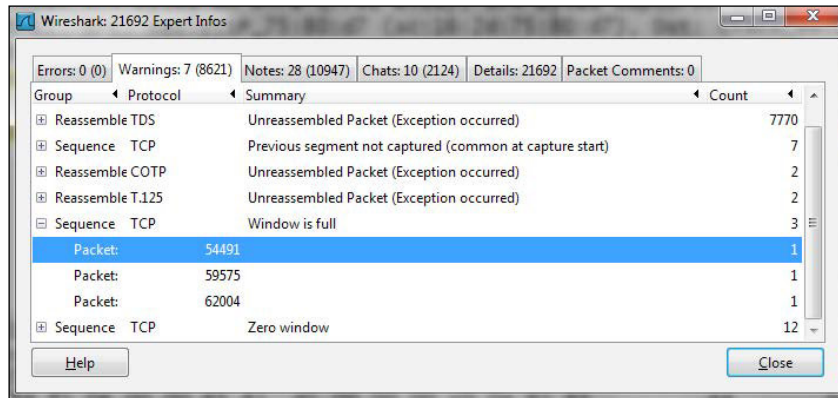 Wireshark: 21692 Expert Infos
Errors: 0 (0) Warnings: 7 (8621) Notes: 28 (10947) Chats: 10 (2124) Details: 21692 Packet Comments: 0
Group Protocol Summary Count
Reassemble TDS Unreassembled Packet (Exception occurred) 7770
Sequence TCP Previous segment not captured (common at capture start) 7
Reassemble COTP Unreassembled Packet (Exception occurred) 2
Reassemble T.125 Unreassembled Packet (Exception occurred) 2
Sequence TCP Window is full 3
Packet: 54491 1
Packet: 59575 1
Packet: 62004 1
Sequence TCP Zero window 12
Help Close